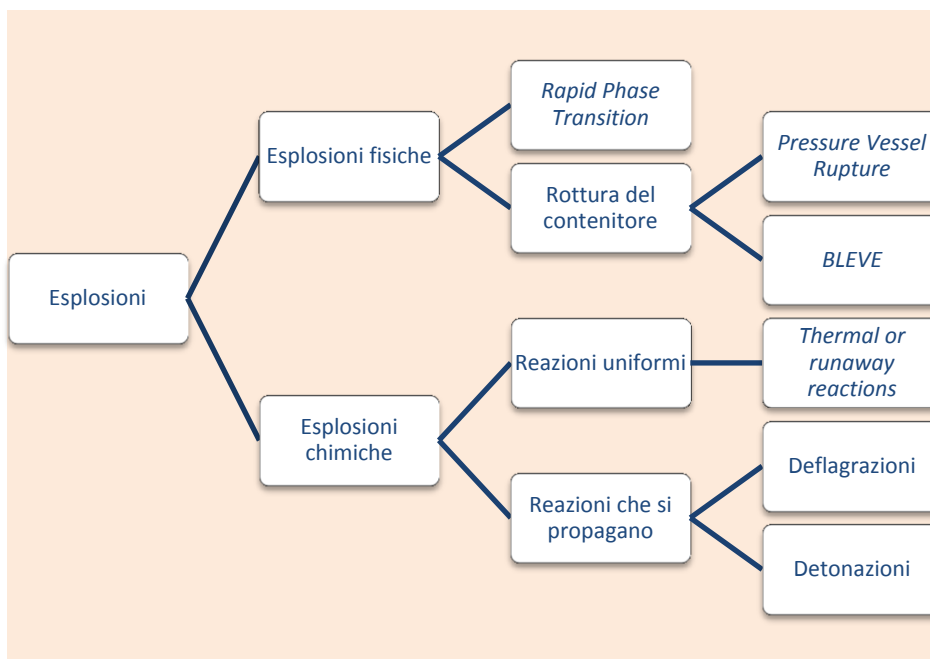 Esplosioni
Esplosioni fisiche
Rapid Phase
Transition
Rottura del
contenitore
Pressure Vessel
Rupture
BLEVE
Esplosioni
chimiche
Reazioni uniformi
Thermal or
runaway
reactions
Reazioni che si
propagano
Deflagrazioni
Detonazioni